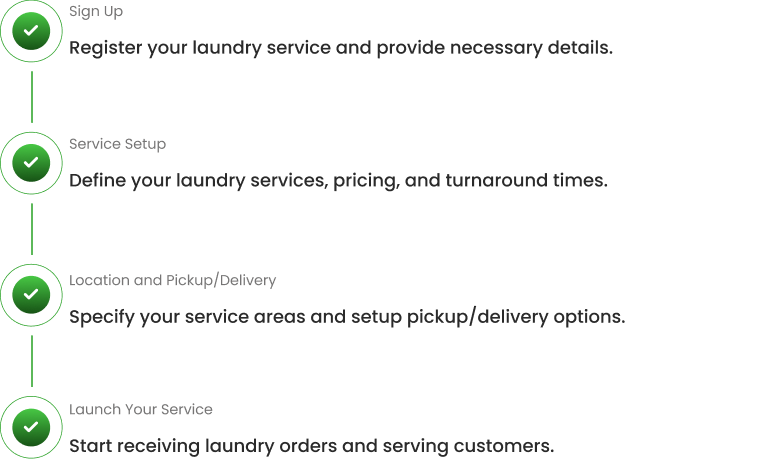 Sign Up
Register your laundry service and provide necessary details.
Service Setup
Define your laundry services, pricing, and turnaround times.
Location and Pickup/Delivery
Specify your service areas and setup pickup/delivery options.
Launch Your Service
Start receiving laundry orders and serving customers.